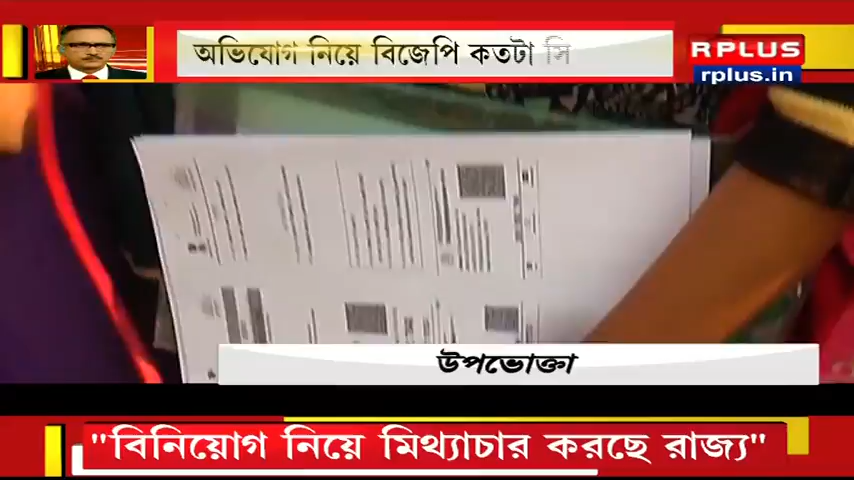 অভিযোগ নিয়ে বিজেপি কতটা সি
RPLUS
rplus.in
উপভোক্তা
"বিনিয়োগ নিয়ে মিথ্যাচার করছে রাজ্য"